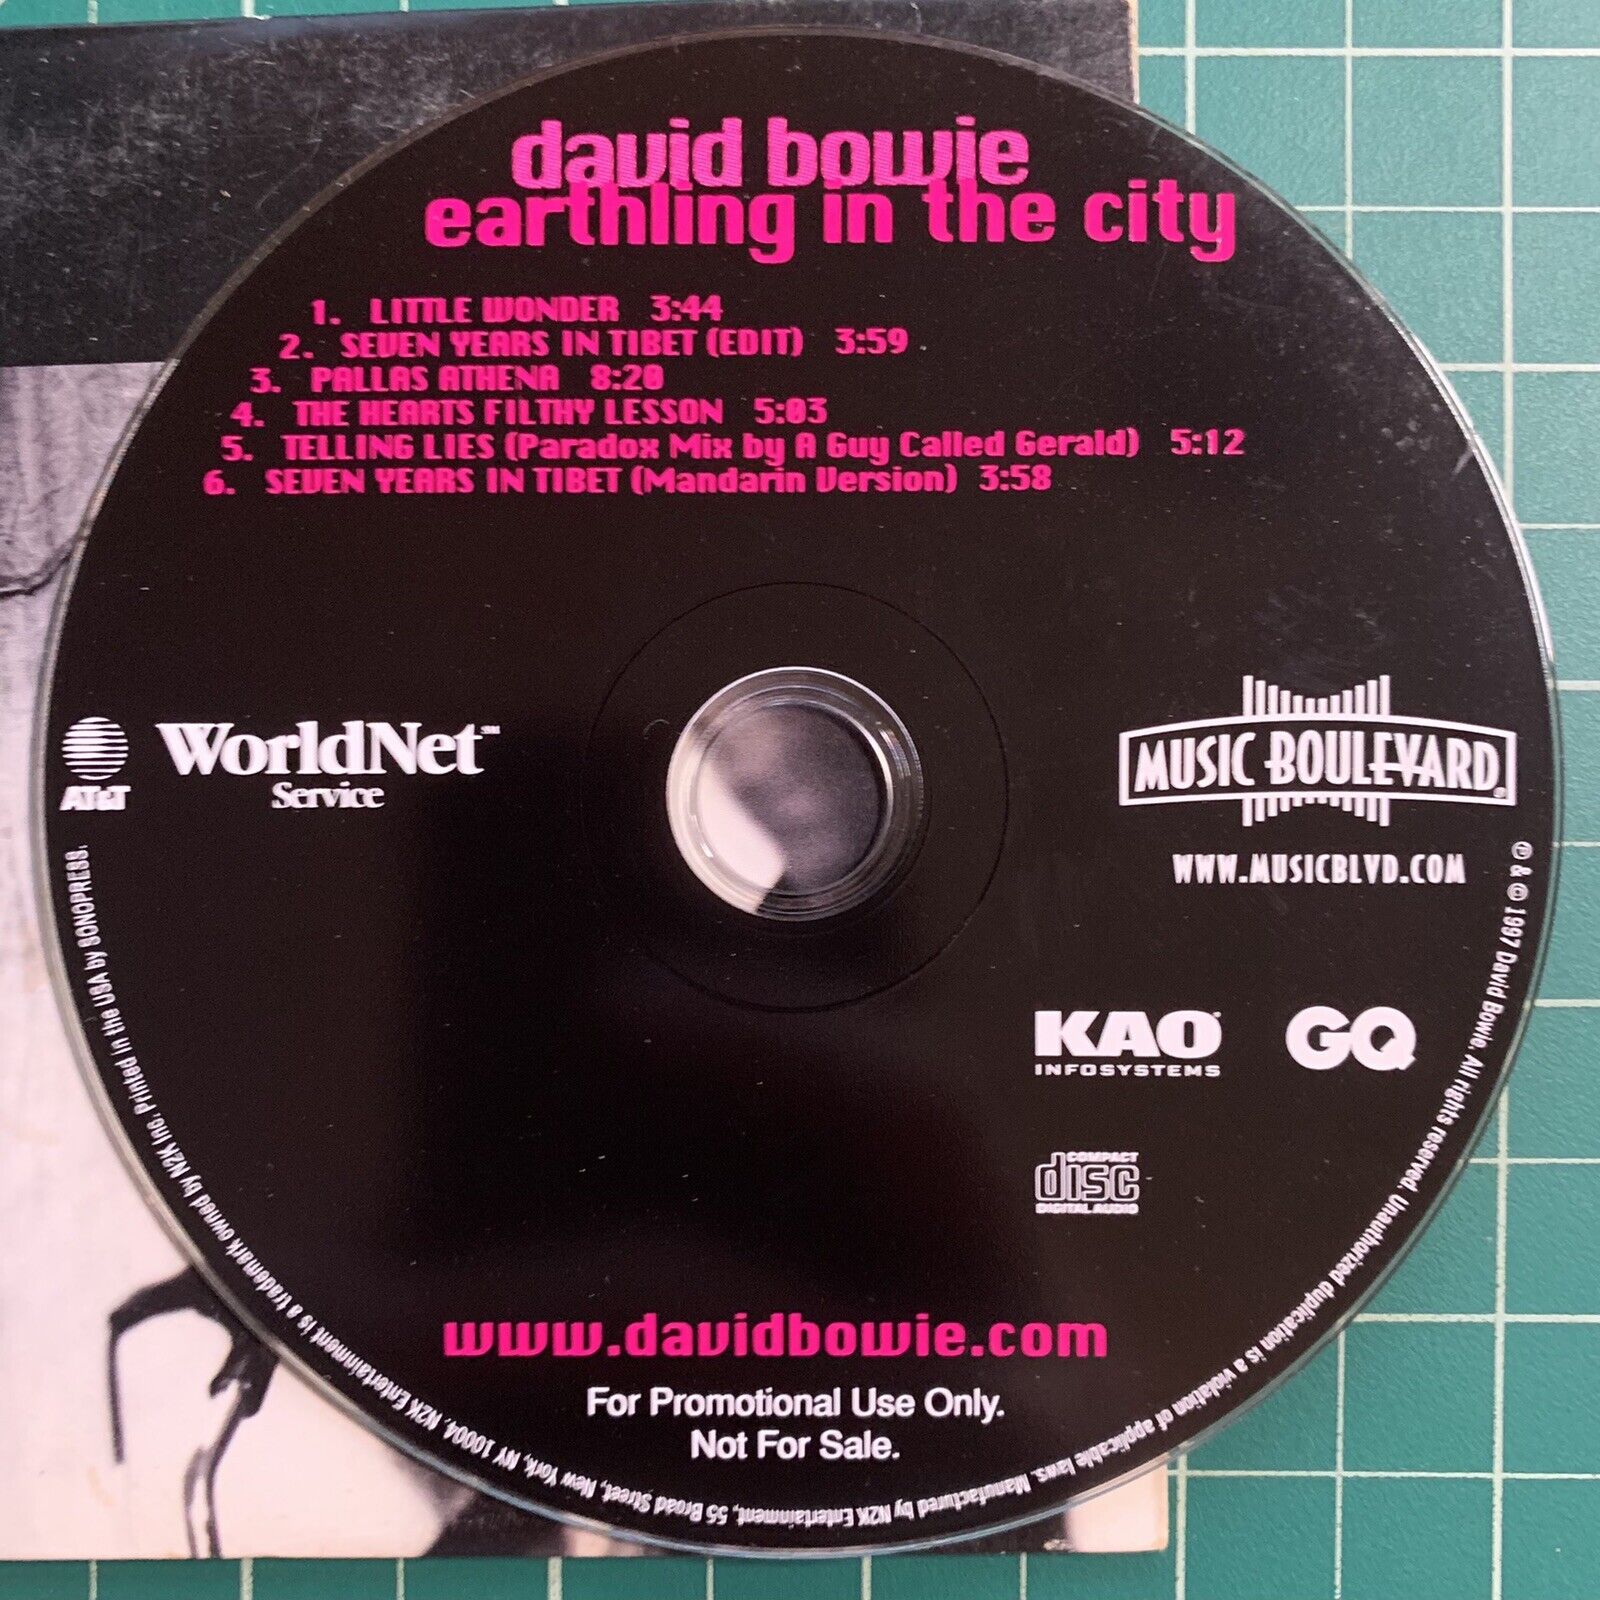 david bowie
earthling in the city
1. LITTLE WONDER 3:44
2. SEVEN YEARS IN TIBET (EDIT) 3:59
3. PALLAS ATHENA 8:20
4. THE HEARTS FILTHY LESSON 5:03
5. TELLING LIES (Paradox Mix by A Guy Called Gerald) 5:12
6. SEVEN YEARS IN TIBET (Mandarin Version) 3:58
AT&T
WorldNet℠
Service
MUSIC BOULEVARD®
WWW.MUSICBLVD.COM
KAO
INFOSYSTEMS
GQ
COMPACT
disc
DIGITAL AUDIO
www.davidbowie.com
For Promotional Use Only.
Not For Sale.
℗ & © 1997 David Bowie. All rights reserved. Unauthorized duplication is a violation of applicable laws. Manufactured by N2K Entertainment, 55 Broad Street, New York, NY 10004. N2K Entertainment is a trademark owned by N2K Inc. Printed in the USA by SONOPRESS.